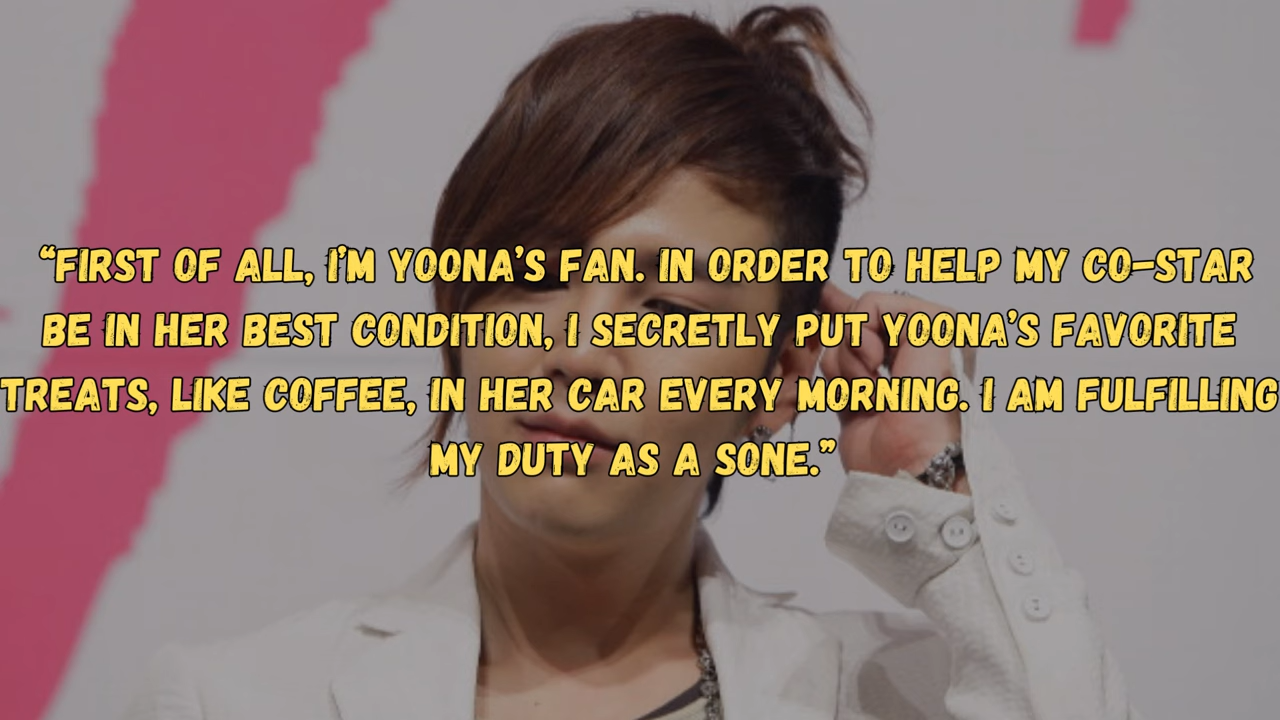 “FIRST OF ALL, I’M YOONA’S FAN. IN ORDER TO HELP MY CO-STAR
BE IN HER BEST CONDITION, I SECRETLY PUT YOONA’S FAVORITE
TREATS, LIKE COFFEE, IN HER CAR EVERY MORNING. I AM FULFILLING
MY DUTY AS A SONE.”